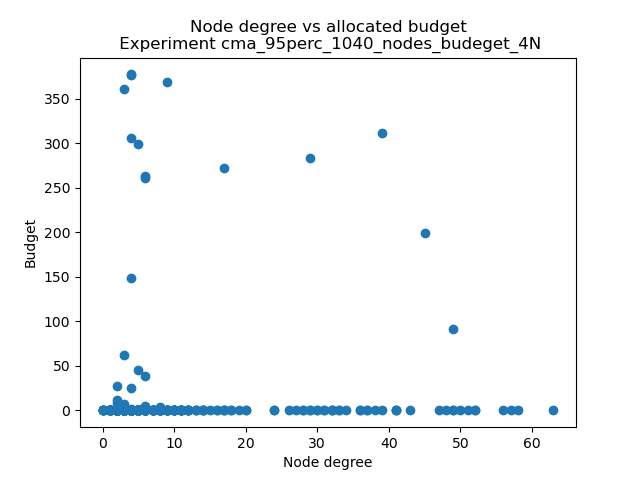 Node degree vs allocated budget
Experiment cma_95perc_1040_nodes_budeget_4N
350
300
250
200
150
100
50
0
Budget
0 10 20 30 40 50 60
Node degree